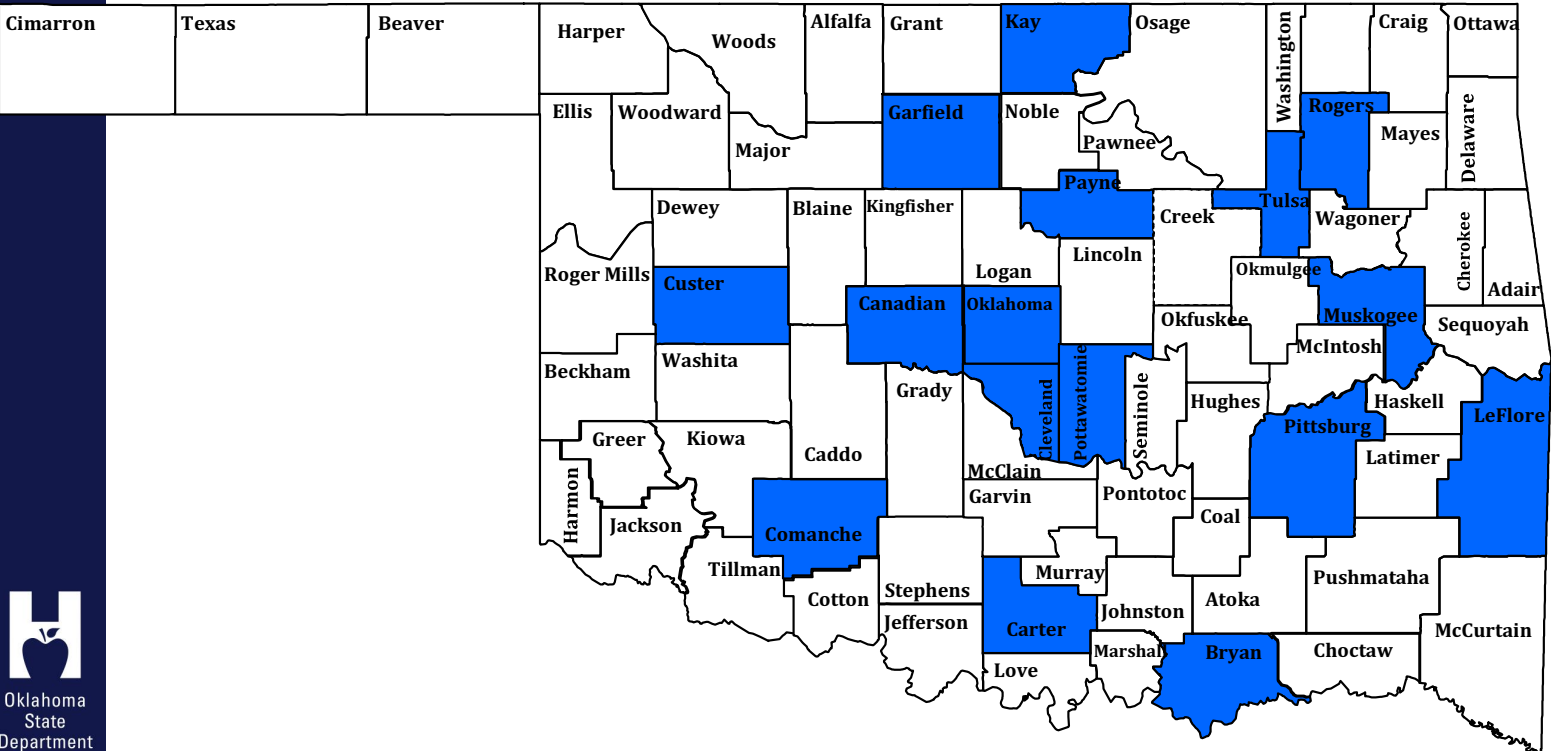 Cimarron
Texas
Beaver
Harper
Woods
Alfalfa
Grant
Kay
Osage
Washington
Craig
Ottawa
Ellis
Woodward
Major
Garfield
Noble
Pawnee
Rogers
Mayes
Delaware
Payne
Dewey
Blaine
Kingfisher
Logan
Lincoln
Creek
Tulsa
Wagoner
Cherokee
Adair
Roger Mills
Custer
Canadian
Oklahoma
Okmulgee
Okfuskee
Muskogee
McIntosh
Sequoyah
Beckham
Washita
Caddo
Grady
McClain
Cleveland
Pottawatomie
Seminole
Hughes
Pittsburg
Haskell
LeFlore
Latimer
Greer
Kiowa
Harmon
Jackson
Comanche
Garvin
Pontotoc
Coal
Tillman
Cotton
Stephens
Murray
Johnston
Atoka
Pushmataha
McCurtain
Jefferson
Carter
Love
Marshall
Bryan
Choctaw
Oklahoma
State
Department